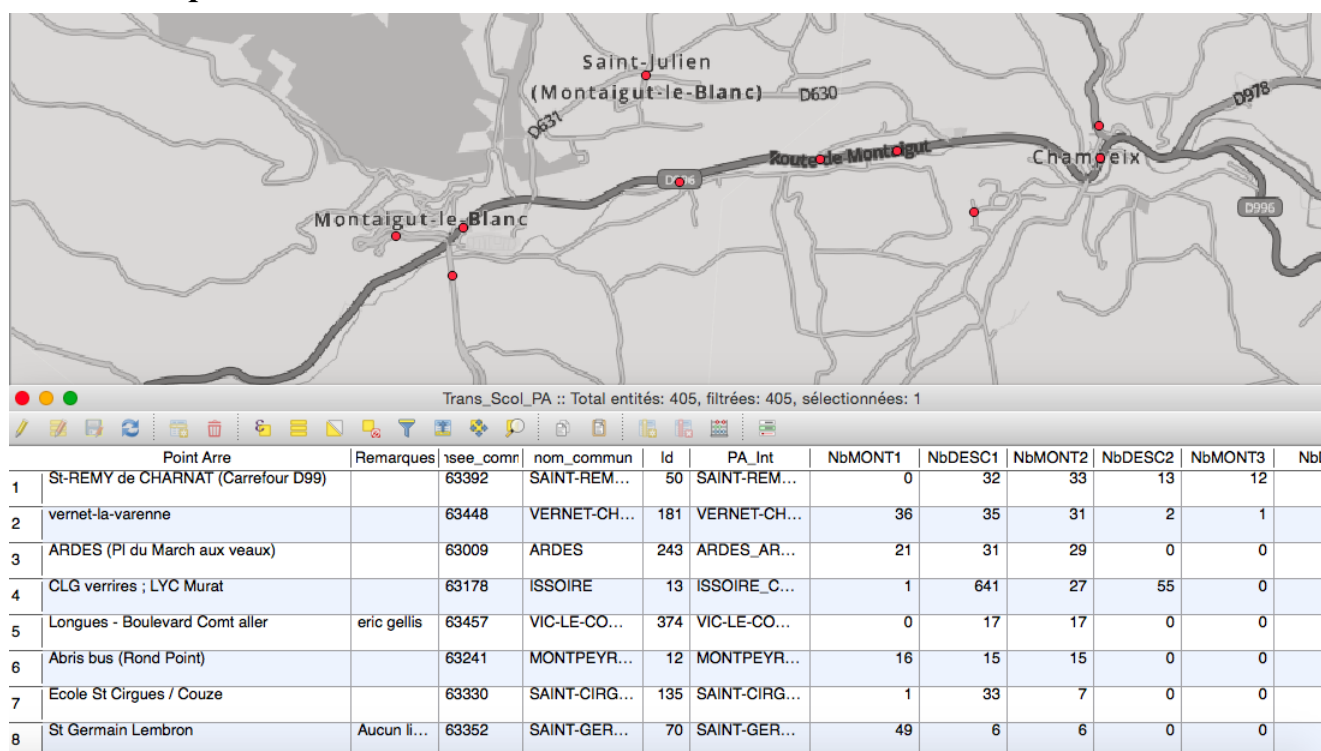 Saint-Julien
(Montaigut-le-Blanc)
D630
D978
D631
Route de Montaigut
Champeix
D996
D996
Montaigut-le-Blanc
Trans_Scol_PA :: Total entités: 405, filtrées: 405, sélectionnées: 1
Point Arre Remarques nsee_comn nom_commun Id PA_Int NbMONT1 NbDESC1 NbMONT2 NbDESC2 NbMONT3
1 St-REMY de CHARNAT (Carrefour D99) 63392 SAINT-REM... 50 SAINT-REM... 0 32 33 13 12
2 vernet-la-varenne 63448 VERNET-CH... 181 VERNET-CH... 36 35 31 2 1
3 ARDES (Pl du March aux veaux) 63009 ARDES 243 ARDES_AR... 21 31 29 0 0
4 CLG verrires ; LYC Murat 63178 ISSOIRE 13 ISSOIRE_C... 1 641 27 55 0
5 Longues - Boulevard Comt aller eric gellis 63457 VIC-LE-CO... 374 VIC-LE-CO... 0 17 17 0 0
6 Abris bus (Rond Point) 63241 MONTPEYR... 12 MONTPEYR... 16 15 15 0 0
7 Ecole St Cirgues / Couze 63330 SAINT-CIRG... 135 SAINT-CIRG... 1 33 7 0 0
8 St Germain Lembron Aucun li... 63352 SAINT-GER... 70 SAINT-GER... 49 6 6 0 0